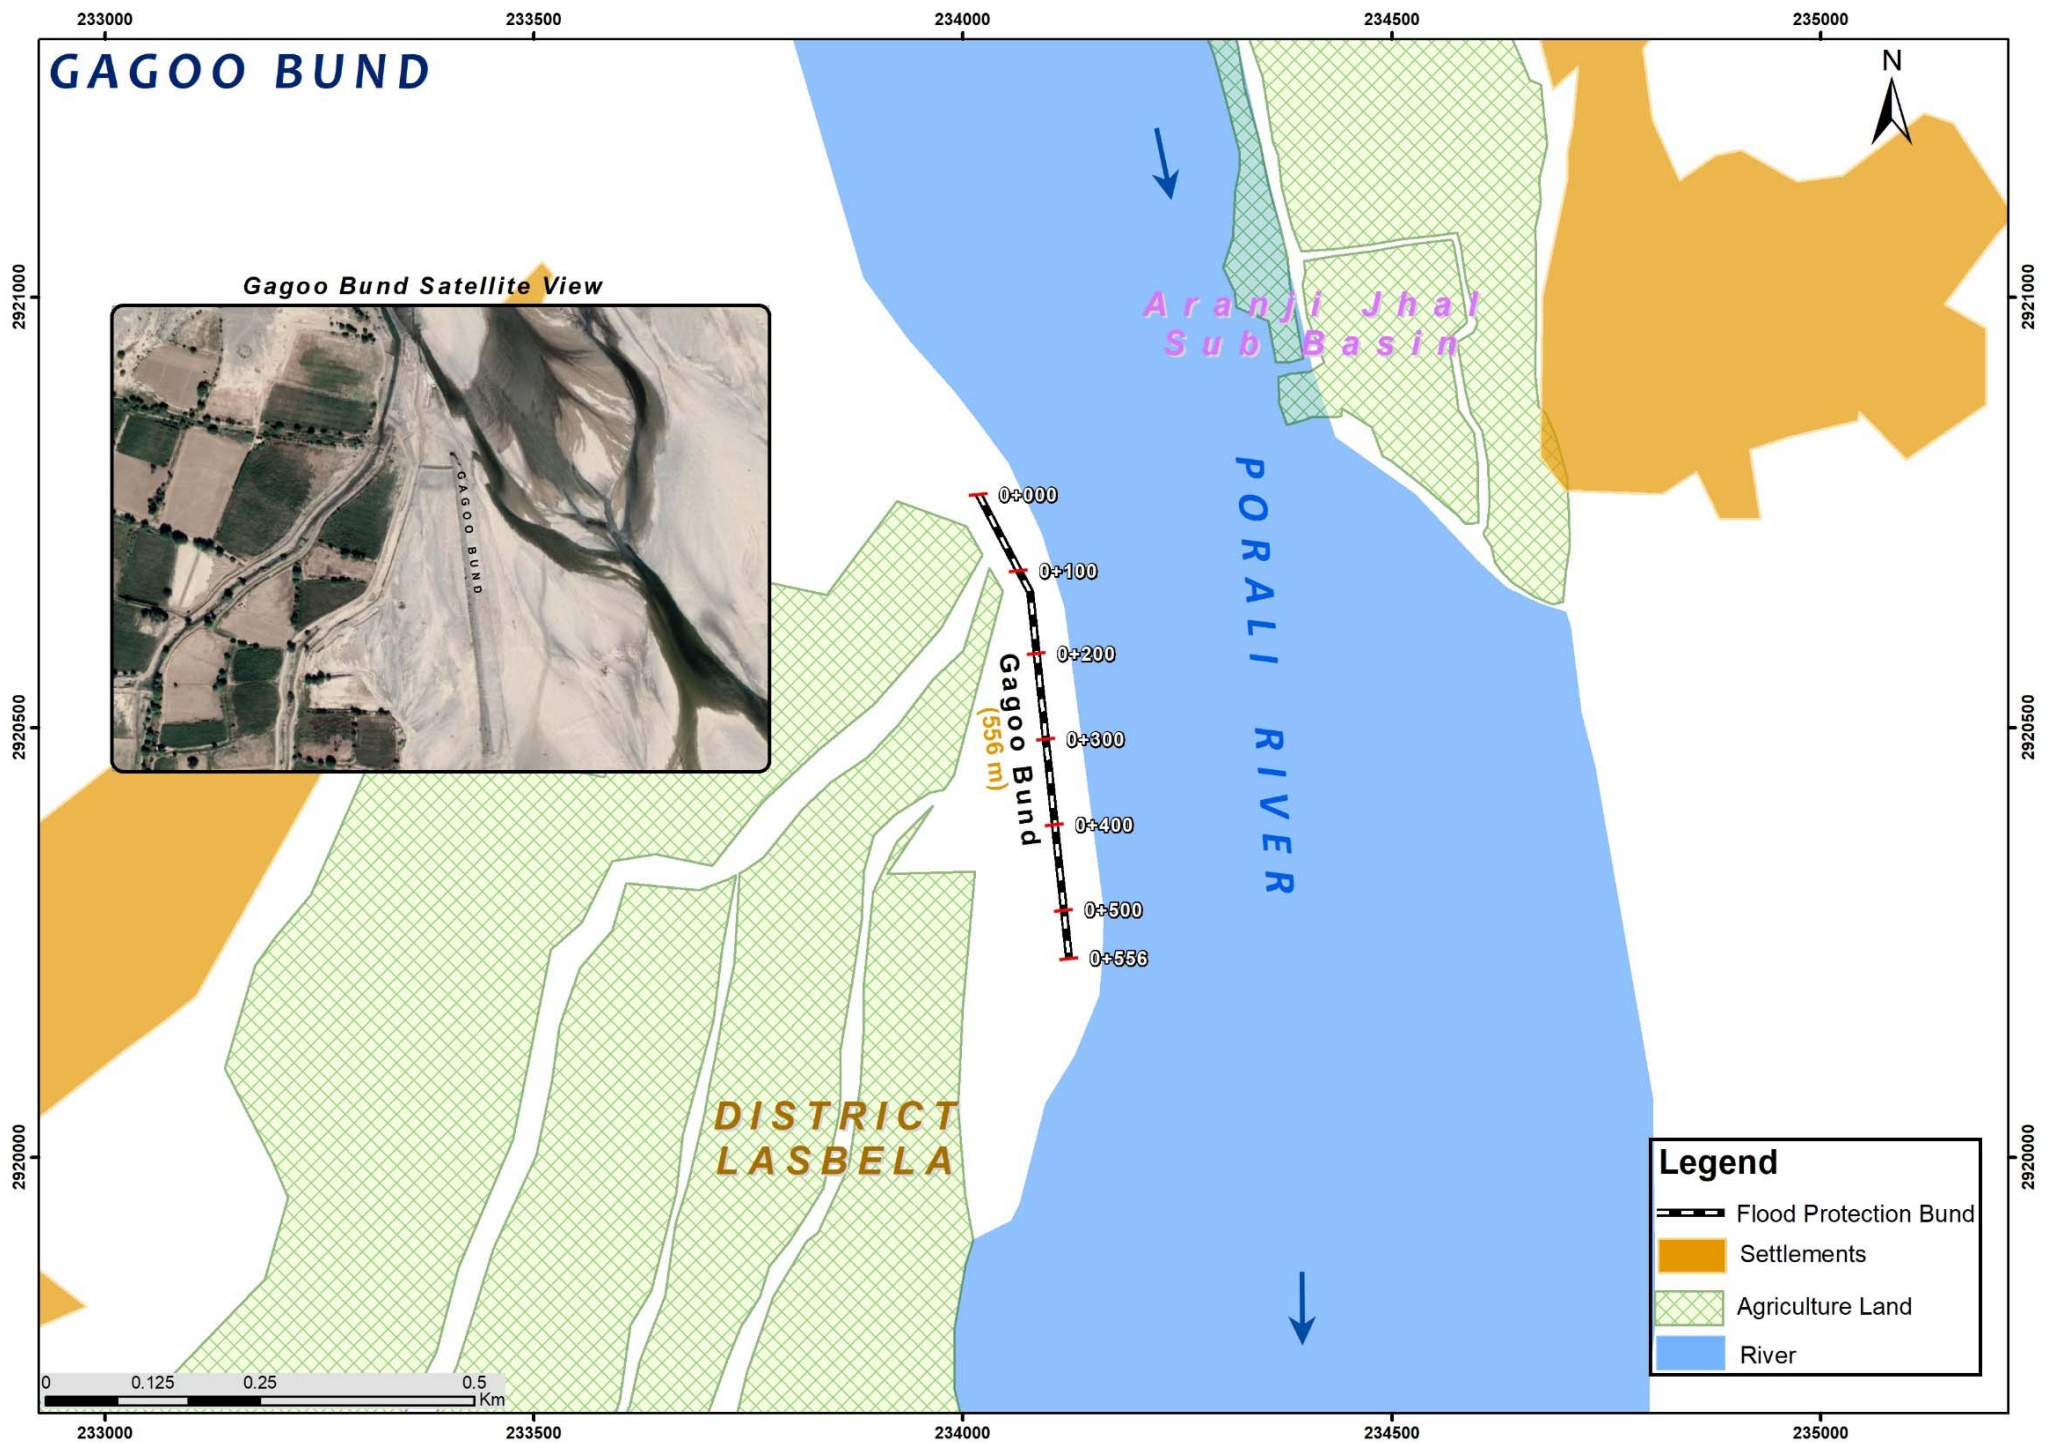 233000 233500 234000 234500 235000
GAGOO BUND
N
2921000
2921000
Gagoo Bund Satellite View
GAGOO BUND
Aranji Jhal
Sub Basin
PORALI RIVER
0+000
0+100
0+200
0+300
0+400
0+500
0+556
Gagoo Bund
(556 m)
2920500
2920500
DISTRICT
LASBELA
2920000
2920000
Legend
Flood Protection Bund
Settlements
Agriculture Land
River
0 0.125 0.25 0.5
Km
233000 233500 234000 234500 235000